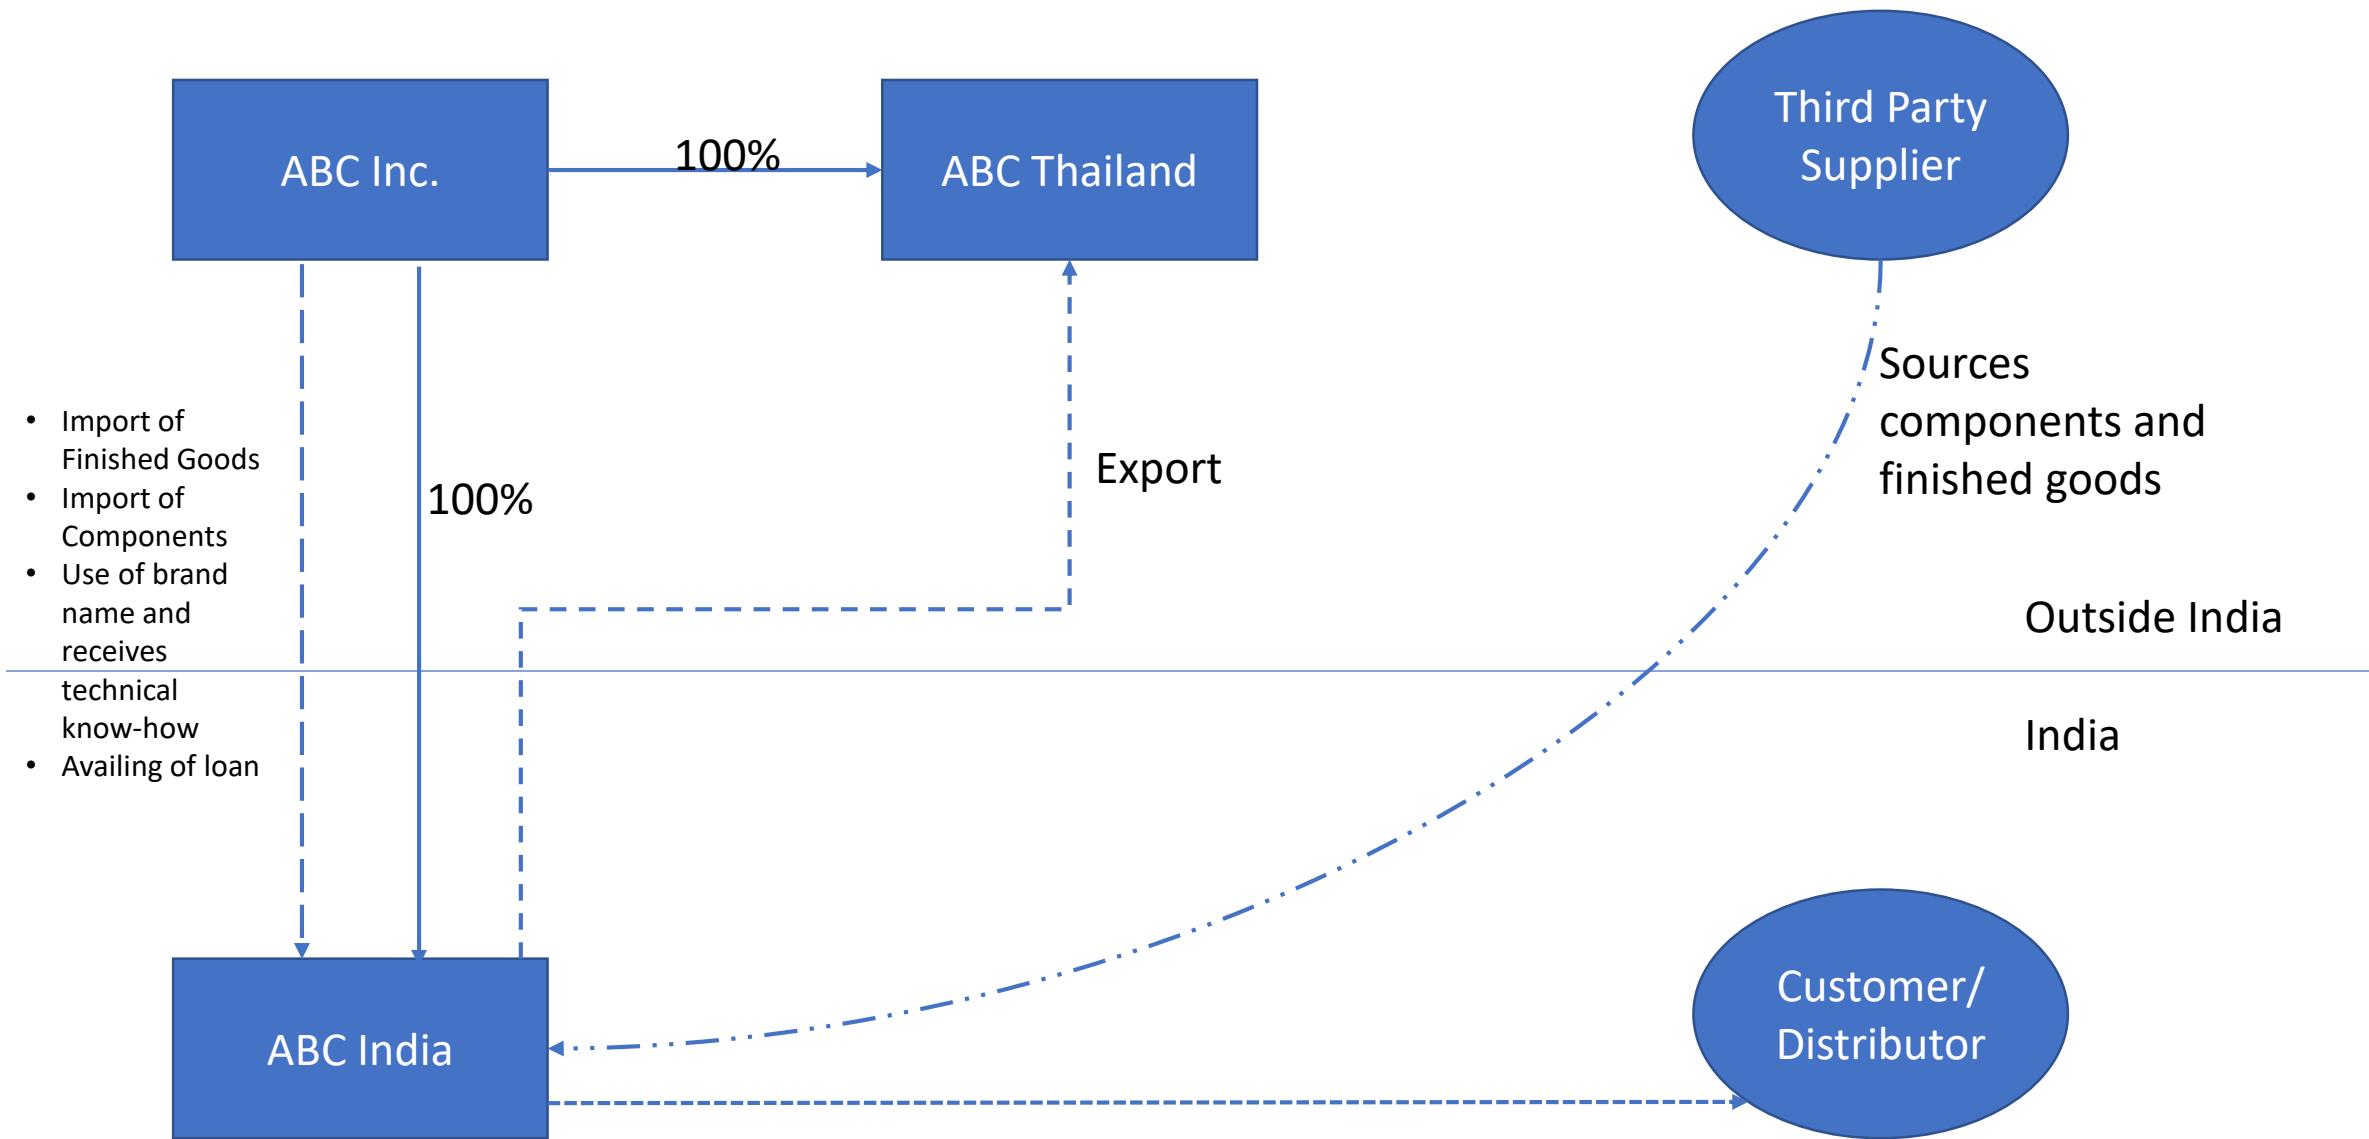 ABC Inc.
100%
ABC Thailand
Third Party
Supplier
• Import of
Finished Goods
• Import of
Components
• Use of brand
name and
receives
technical
know-how
• Availing of loan
100%
Export
Sources
components and
finished goods
Outside India
India
ABC India
Customer/
Distributor